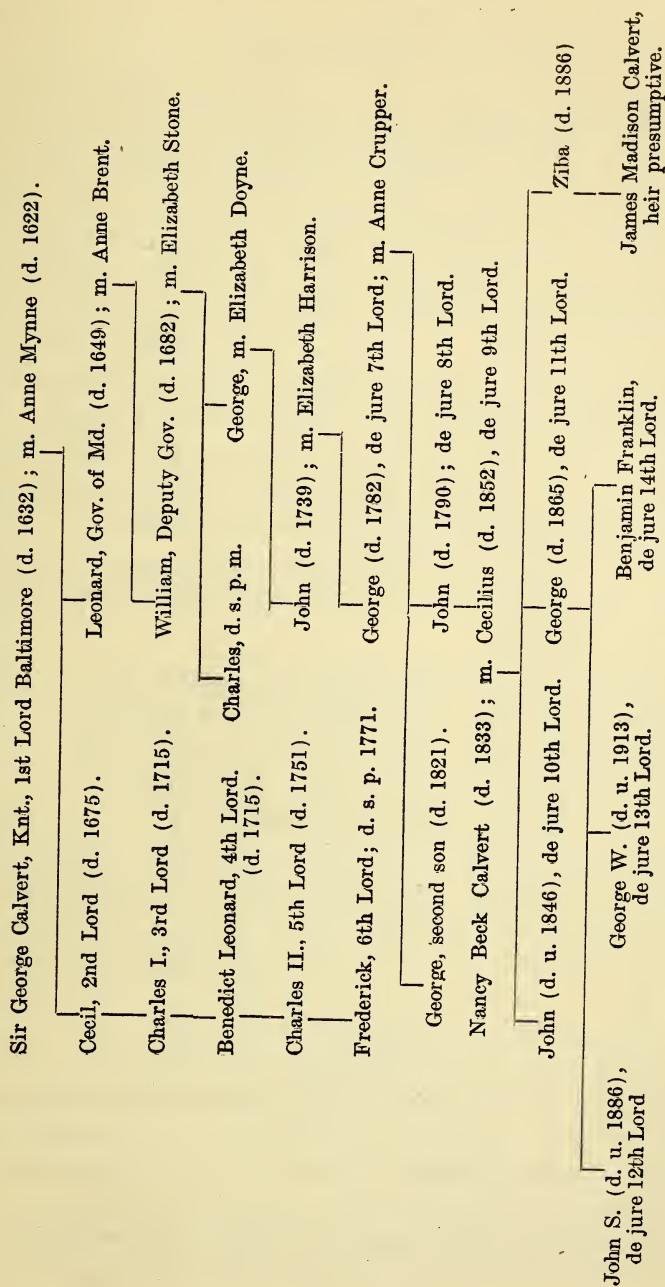 Sir George Calvert, Knt., 1st Lord Baltimore (d. 1632); m. Anne Mynne (d. 1622).
Cecil, 2nd Lord (d. 1675).
Leonard, Gov. of Md. (d. 1649); m. Anne Brent.
Charles I., 3rd Lord (d. 1715).
William, Deputy Gov. (d. 1682); m. Elizabeth Stone.
Benedict Leonard, 4th Lord.
(d. 1715).
Charles, d. s. p. m.
George, m. Elizabeth Doyne.
Charles II., 5th Lord (d. 1751).
John (d. 1739); m. Elizabeth Harrison.
Frederick, 6th Lord; d. s. p. 1771.
George (d. 1782), de jure 7th Lord; m. Anne Crupper.
George, second son (d. 1821).
John (d. 1790); de jure 8th Lord.
Nancy Beck Calvert (d. 1833); m. Cecilius (d. 1852), de jure 9th Lord.
John (d. u. 1846), de jure 10th Lord.
George (d. 1865), de jure 11th Lord.
Ziba (d. 1886)
John S. (d. u. 1886),
de jure 12th Lord
George W. (d. u. 1913),
de jure 13th Lord.
Benjamin Franklin,
de jure 14th Lord.
James Madison Calvert,
heir presumptive.